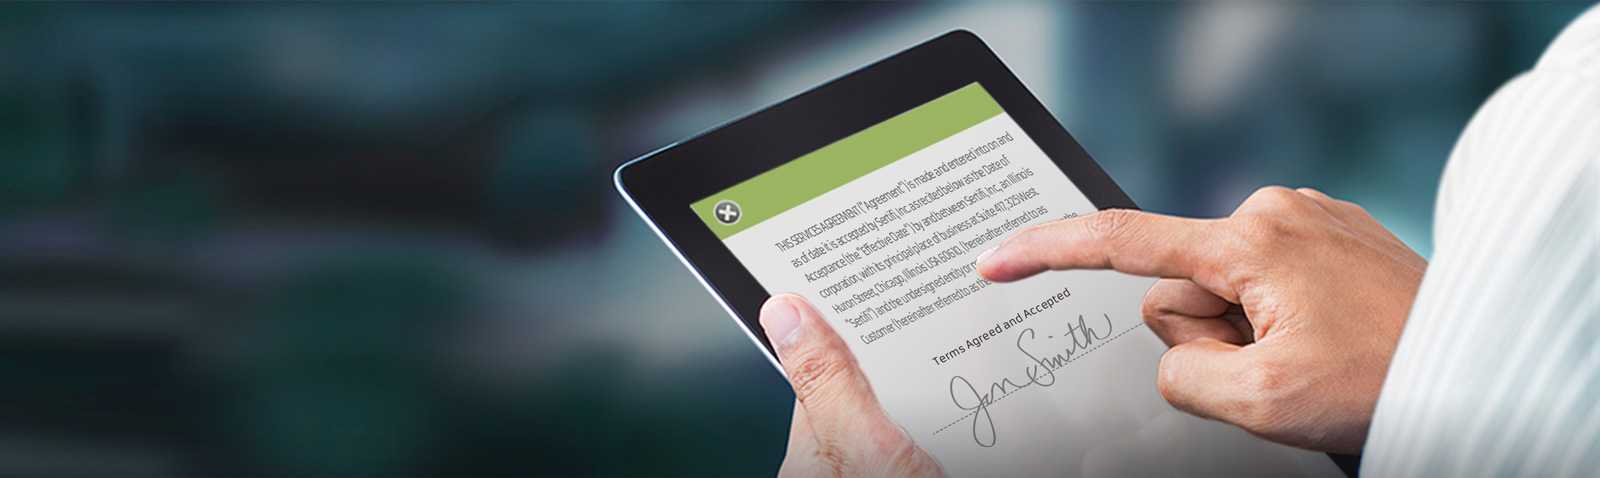 THIS SERVICES AGREEMENT ("Agreement") is made and entered into on and
as of date it is accepted by Sertifi, Inc. as recited below as the Date of
Acceptance (the "Effective Date") by and between Sertifi, Inc., an Illinois
corporation, with its principal place of business at Suite 417, 325 West
Huron Street, Chicago, Illinois USA 60610, (hereinafter referred to as
"Sertifi") and the undersigned entity or the
Customer (hereinafter referred to as the
Terms Agreed and Accepted
Jon Smith